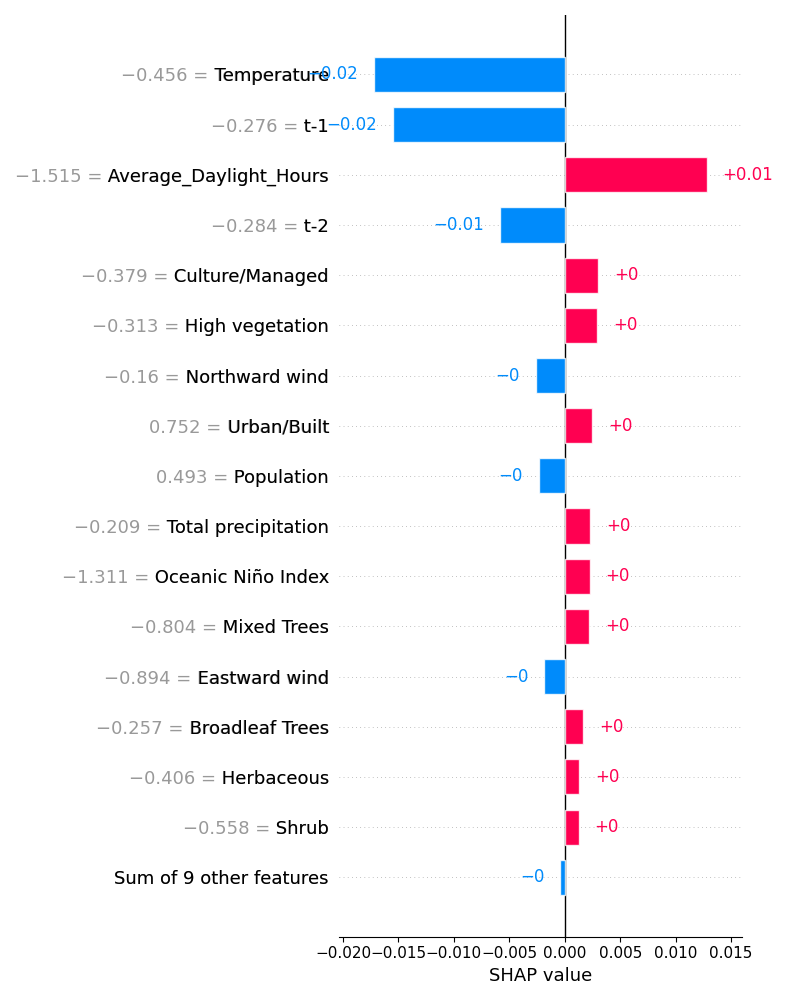 −0.456 = Temperature −0.02
−0.276 = t-1 −0.02
−1.515 = Average_Daylight_Hours +0.01
−0.284 = t-2 −0.01
−0.379 = Culture/Managed +0
−0.313 = High vegetation +0
−0.16 = Northward wind −0
0.752 = Urban/Built +0
0.493 = Population −0
−0.209 = Total precipitation +0
−1.311 = Oceanic Niño Index +0
−0.804 = Mixed Trees +0
−0.894 = Eastward wind −0
−0.257 = Broadleaf Trees +0
−0.406 = Herbaceous +0
−0.558 = Shrub +0
Sum of 9 other features −0
−0.020 −0.015 −0.010 −0.005 0.000 0.005 0.010 0.015
SHAP value